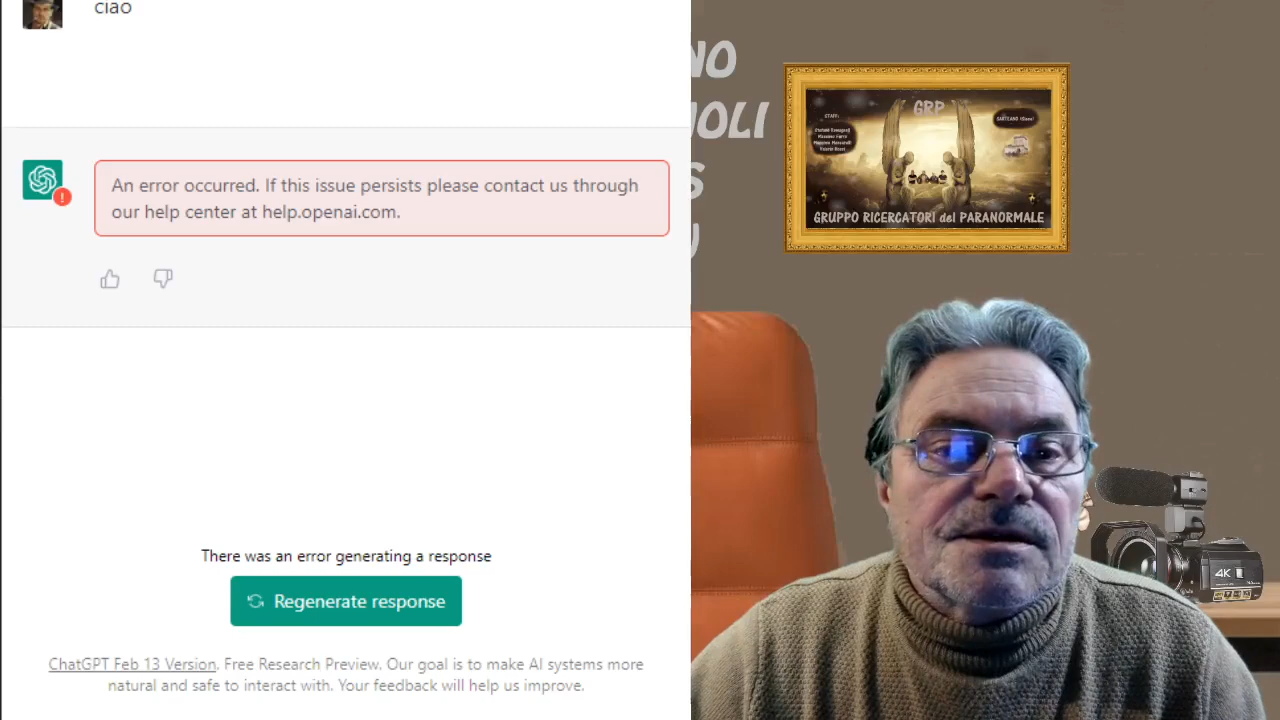 ciao
An error occurred. If this issue persists please contact us through
our help center at help.openai.com.
There was an error generating a response
Regenerate response
ChatGPT Feb 13 Version. Free Research Preview. Our goal is to make AI systems more
natural and safe to interact with. Your feedback will help us improve.
NO
OLI
S
GRP
STAFF:
SARTEANO (Siena)
GRUPPO RICERCATORI del PARANORMALE
4K